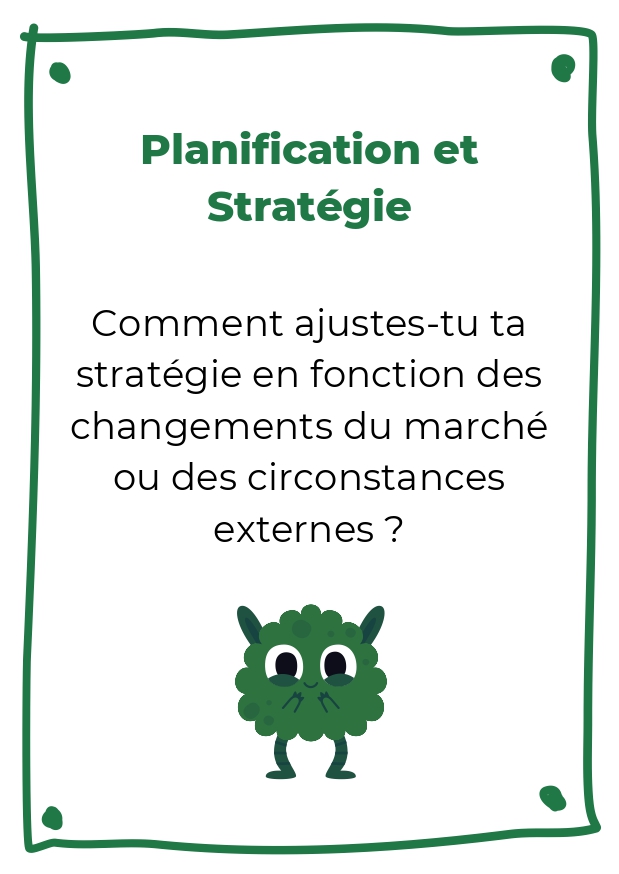 Planification et
Stratégie
Comment ajustes-tu ta
stratégie en fonction des
changements du marché
ou des circonstances
externes ?